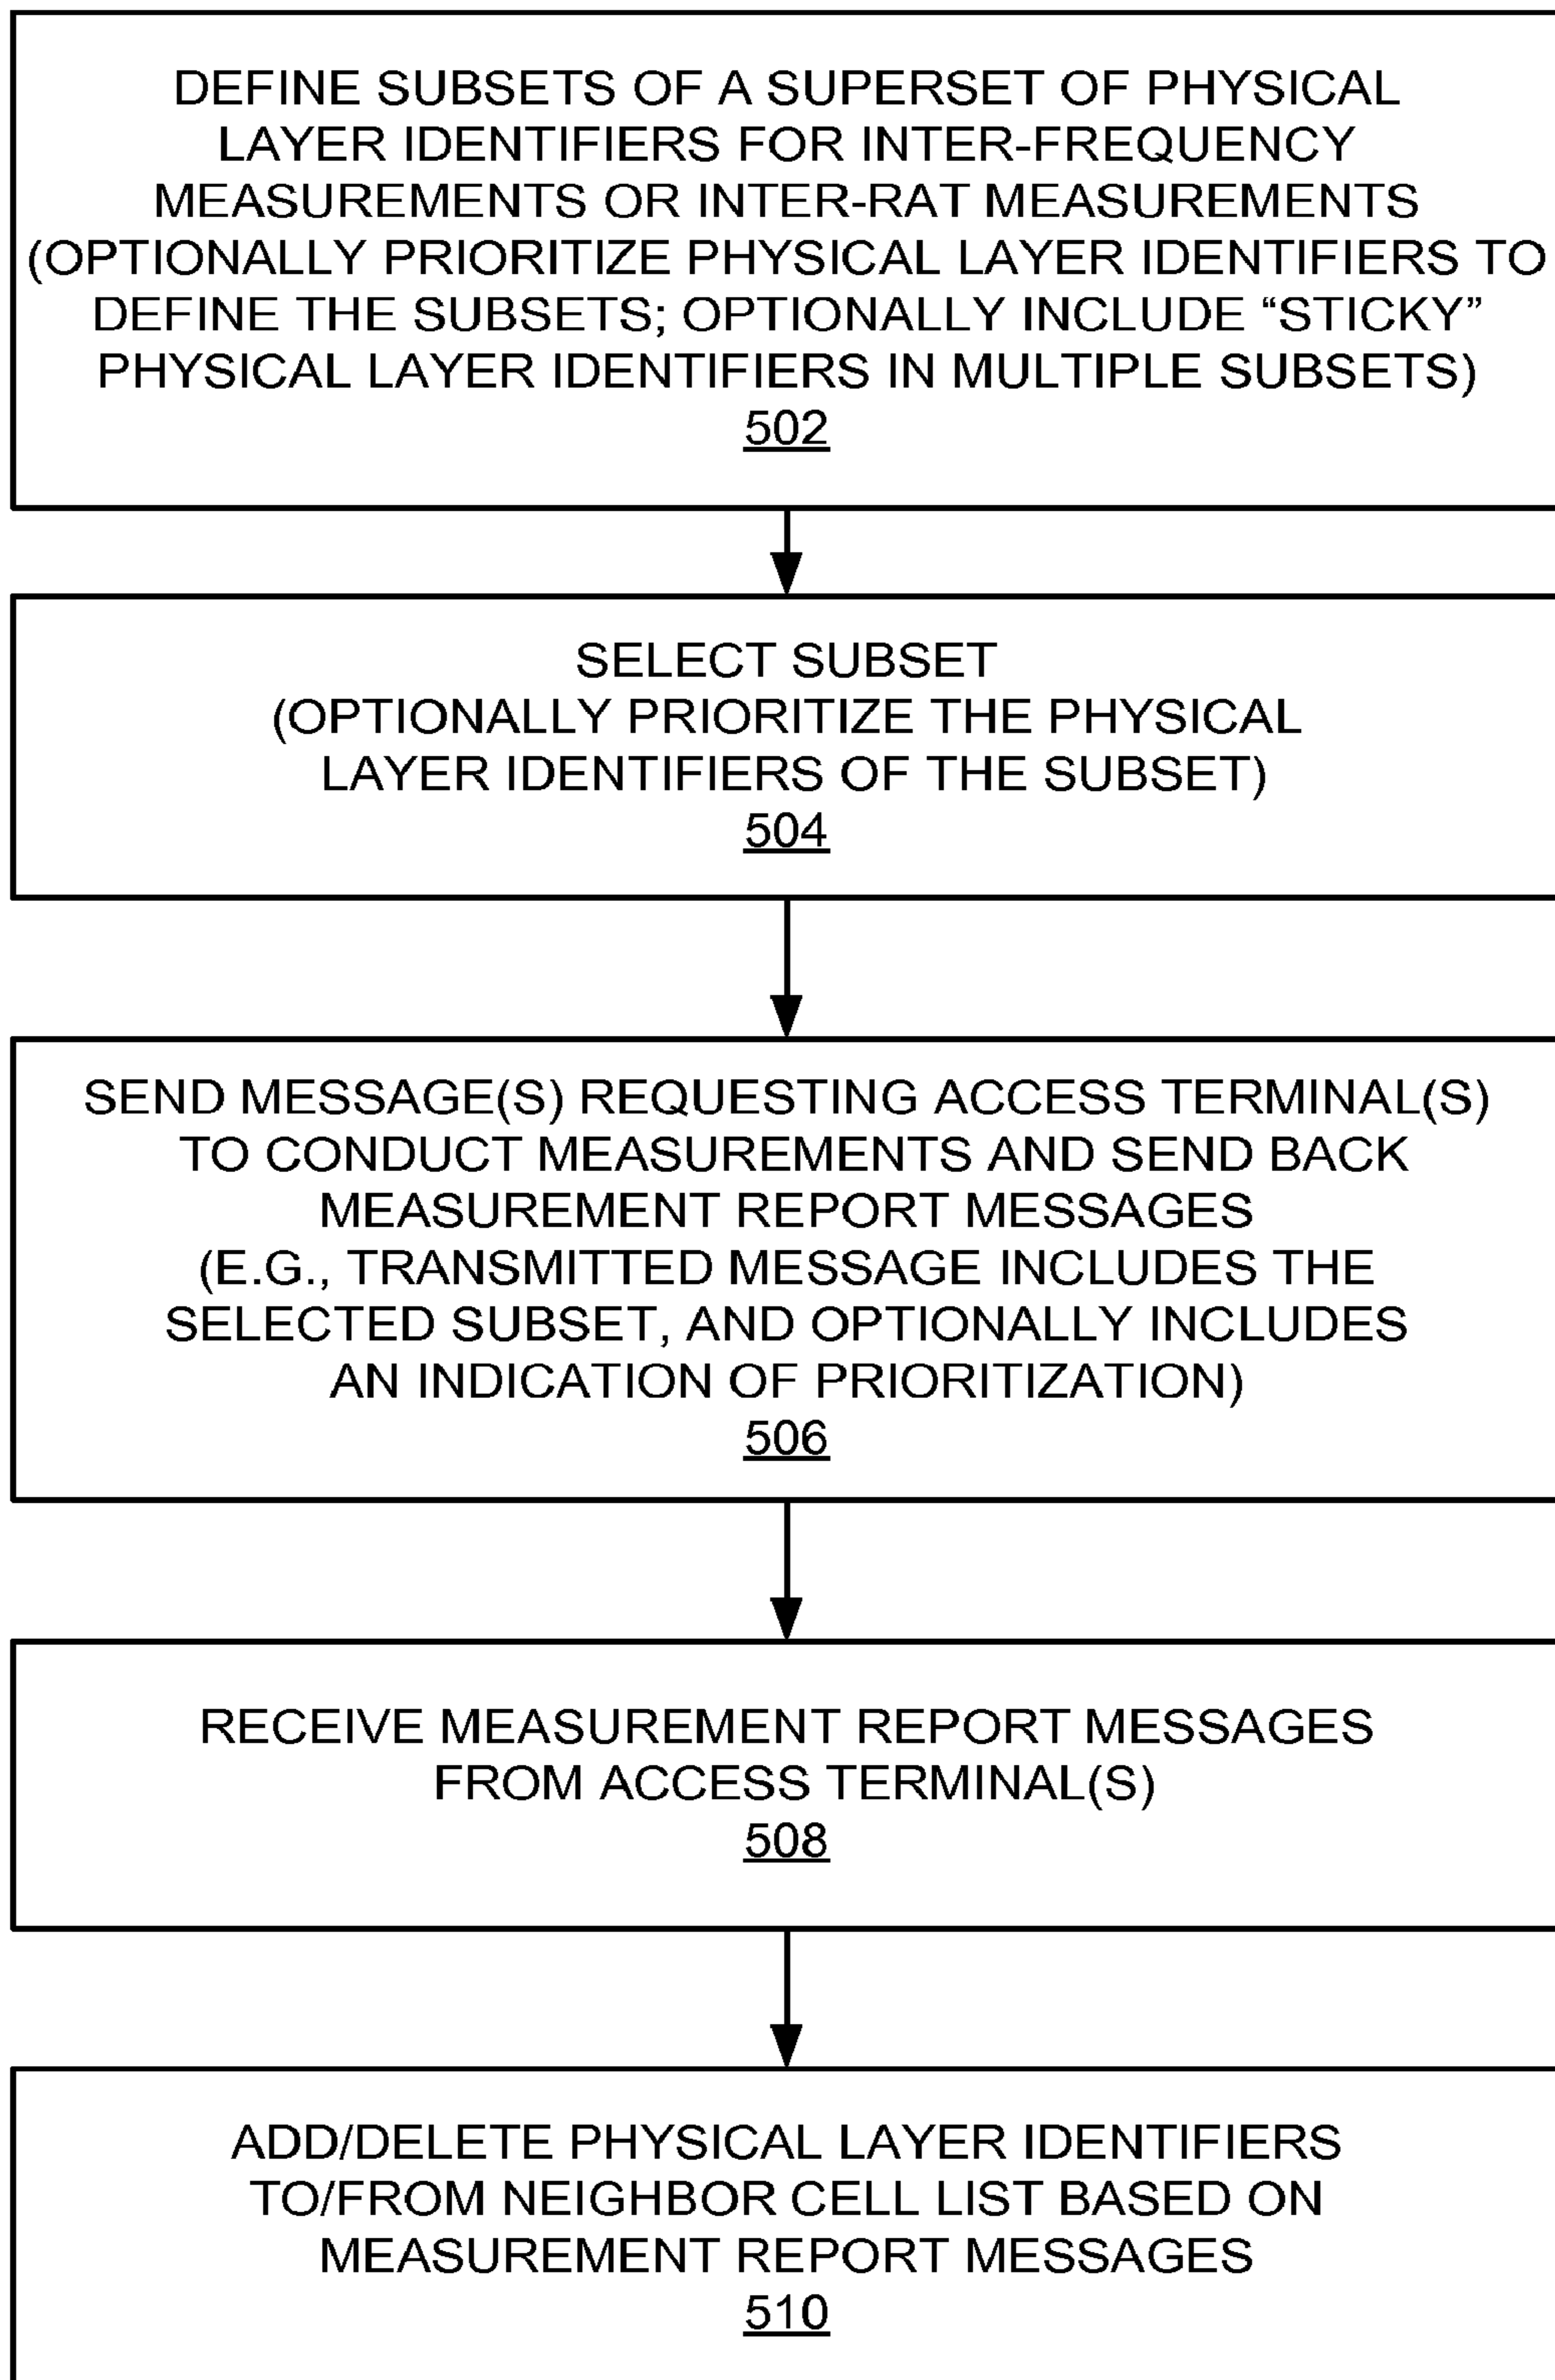 DEFINE SUBSETS OF A SUPERSET OF PHYSICAL
LAYER IDENTIFIERS FOR INTER-FREQUENCY
MEASUREMENTS OR INTER-RAT MEASUREMENTS
(OPTIONALLY PRIORITIZE PHYSICAL LAYER IDENTIFIERS TO
DEFINE THE SUBSETS; OPTIONALLY INCLUDE “STICKY”
PHYSICAL LAYER IDENTIFIERS IN MULTIPLE SUBSETS)
502
SELECT SUBSET
(OPTIONALLY PRIORITIZE THE PHYSICAL
LAYER IDENTIFIERS OF THE SUBSET)
504
SEND MESSAGE(S) REQUESTING ACCESS TERMINAL(S)
TO CONDUCT MEASUREMENTS AND SEND BACK
MEASUREMENT REPORT MESSAGES
(E.G., TRANSMITTED MESSAGE INCLUDES THE
SELECTED SUBSET, AND OPTIONALLY INCLUDES
AN INDICATION OF PRIORITIZATION)
506
RECEIVE MEASUREMENT REPORT MESSAGES
FROM ACCESS TERMINAL(S)
508
ADD/DELETE PHYSICAL LAYER IDENTIFIERS
TO/FROM NEIGHBOR CELL LIST BASED ON
MEASUREMENT REPORT MESSAGES
510